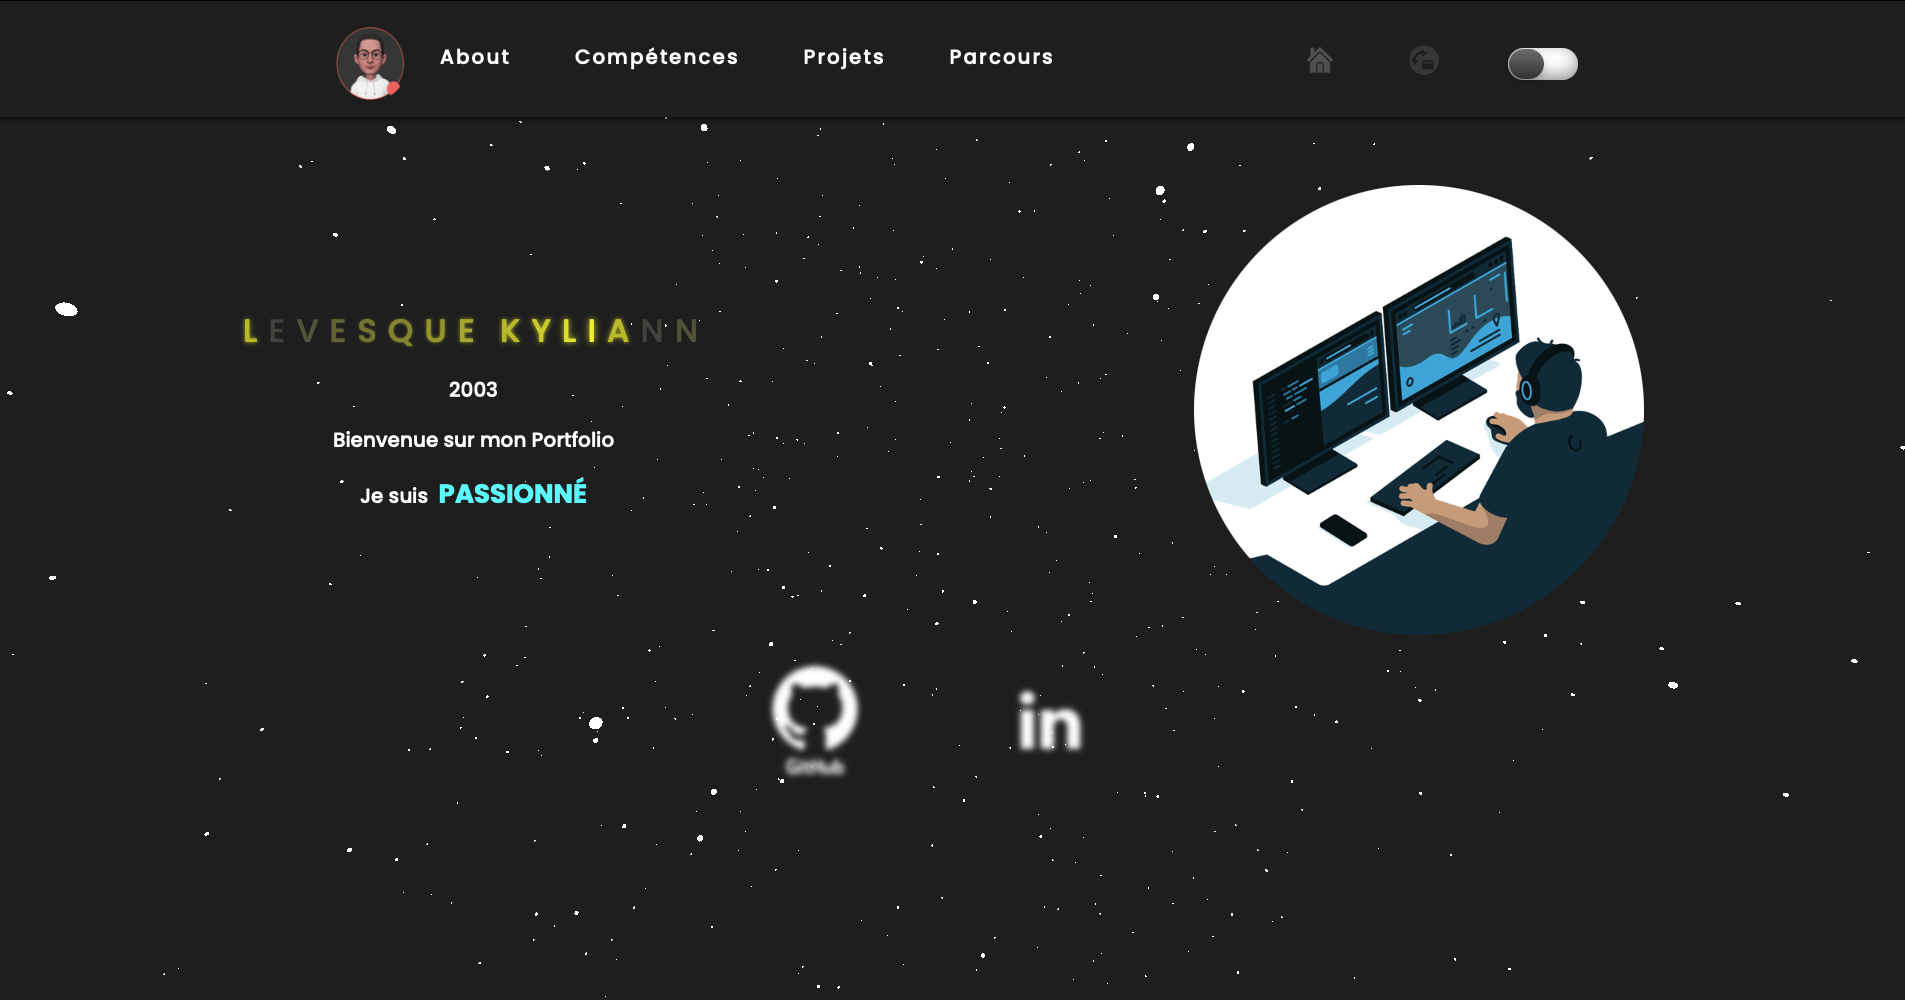 About Compétences Projets Parcours
LEVESQUE KYLIANN
2003
Bienvenue sur mon Portfolio
Je suis PASSIONNÉ
GitHub
in